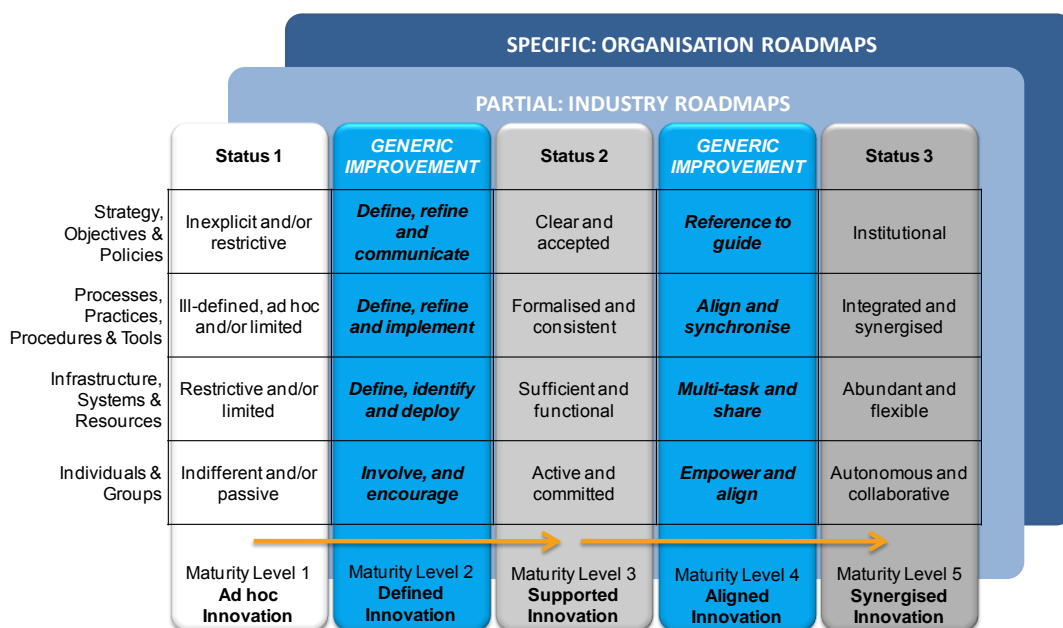 SPECIFIC: ORGANISATION ROADMAPS
PARTIAL: INDUSTRY ROADMAPS
Status 1
GENERIC
IMPROVEMENT
Status 2
GENERIC
IMPROVEMENT
Status 3
Strategy,
Objectives &
Policies
Inexplicit and/or
restrictive
Define, refine
and
communicate
Clear and
accepted
Reference to
guide
Institutional
Processes,
Practices,
Procedures & Tools
Ill-defined, ad hoc
and/or limited
Define, refine
and implement
Formalised and
consistent
Align and
synchronise
Integrated and
synergised
Infrastructure,
Systems &
Resources
Restrictive and/or
limited
Define, identify
and deploy
Sufficient and
functional
Multi-task and
share
Abundant and
flexible
Individuals &
Groups
Indifferent and/or
passive
Involve, and
encourage
Active and
committed
Empower and
align
Autonomous and
collaborative
Maturity Level 1
Ad hoc
Innovation
Maturity Level 2
Defined
Innovation
Maturity Level 3
Supported
Innovation
Maturity Level 4
Aligned
Innovation
Maturity Level 5
Synergised
Innovation